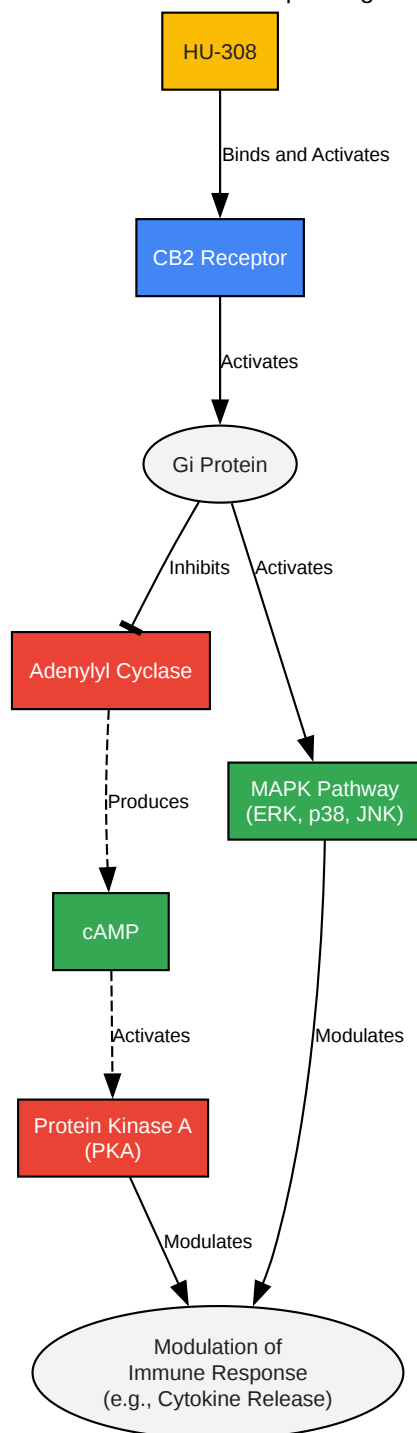 HU-308
Binds and Activates
CB2 Receptor
Activates
Gi Protein
Inhibits
Activates
Adenylyl Cyclase
Produces
MAPK Pathway
(ERK, p38, JNK)
cAMP
Activates
Modulates
Protein Kinase A
(PKA)
Modulates
Modulation of
Immune Response
(e.g., Cytokine Release)